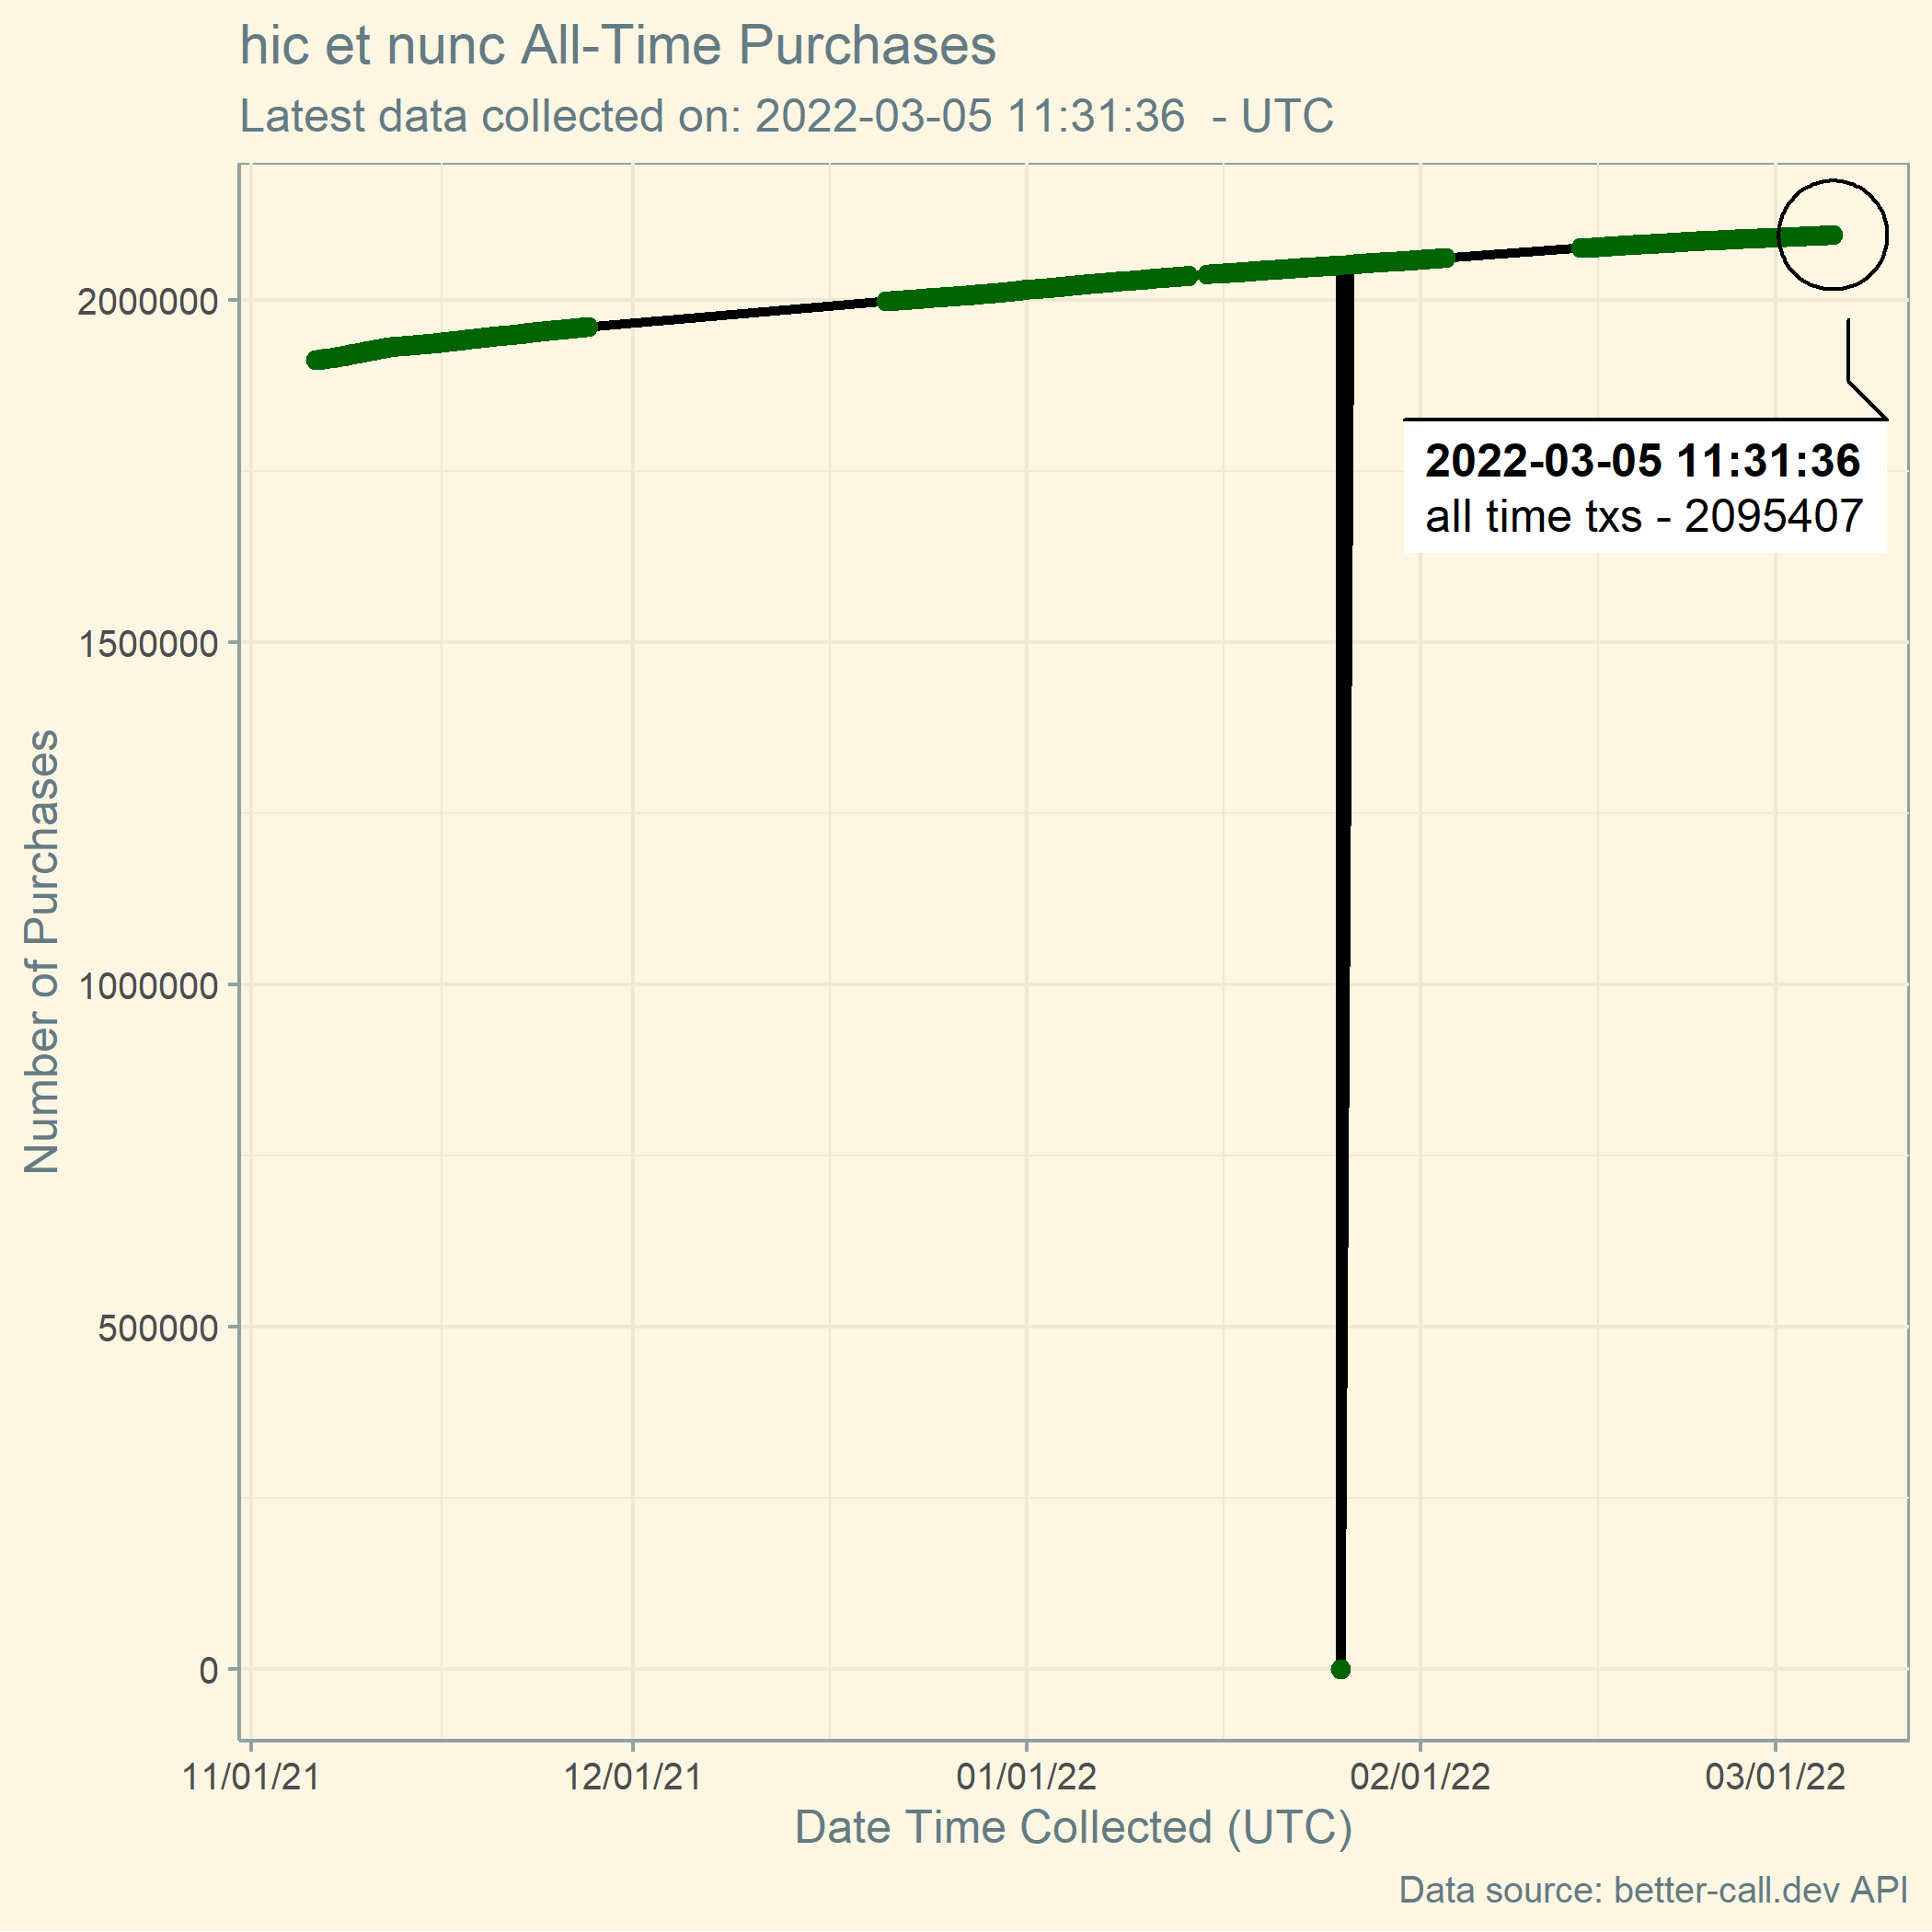 hic et nunc All-Time Purchases
Latest data collected on: 2022-03-05 11:31:36  - UTC
2022-03-05 11:31:36
all time txs - 2095407
Number of Purchases
2000000
1500000
1000000
500000
0
11/01/21 12/01/21 01/01/22 02/01/22 03/01/22
Date Time Collected (UTC)
Data source: better-call.dev API